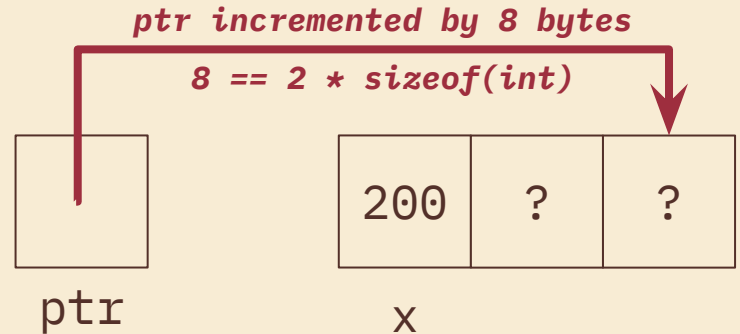 ptr incremented by 8 bytes
8 == 2 * sizeof(int)
200 ? ?
ptr x